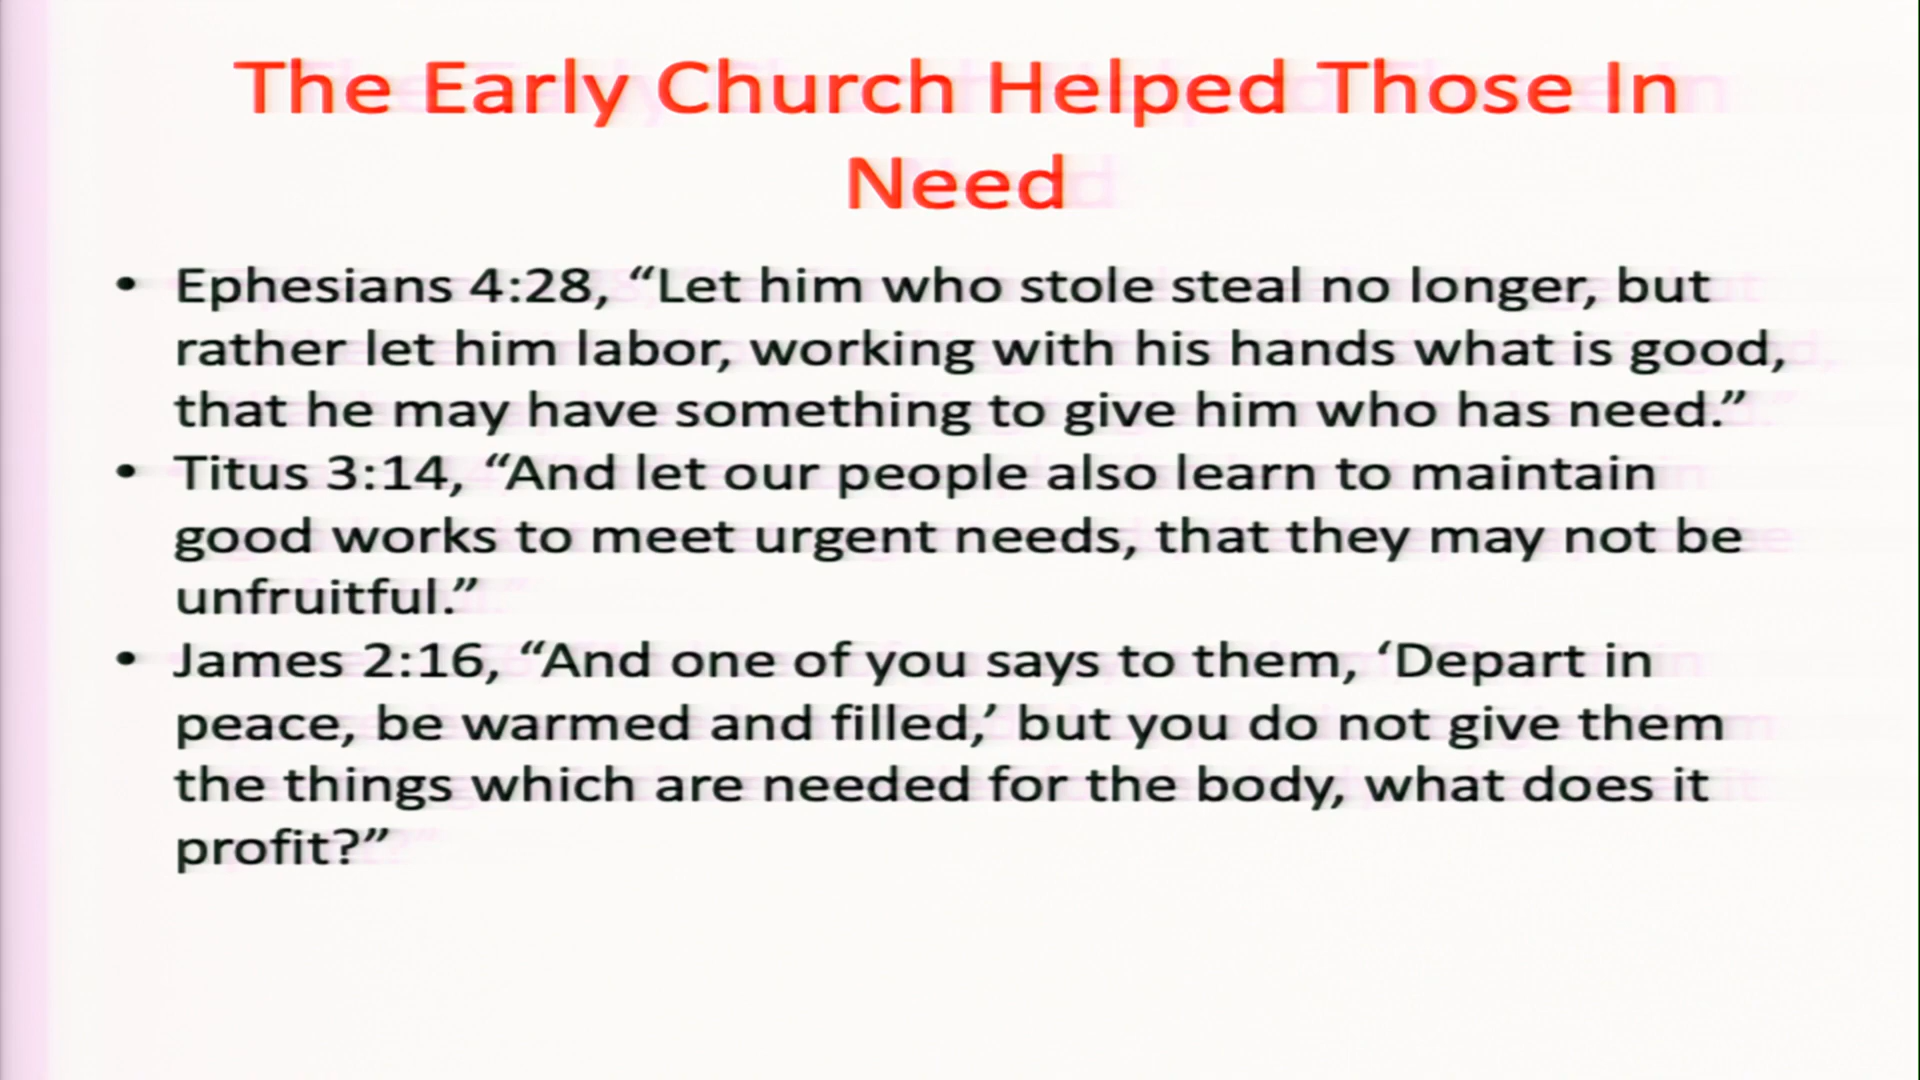 The Early Church Helped Those In
Need
• Ephesians 4:28, “Let him who stole steal no longer, but
rather let him labor, working with his hands what is good,
that he may have something to give him who has need.”
• Titus 3:14, “And let our people also learn to maintain
good works to meet urgent needs, that they may not be
unfruitful.”
• James 2:16, “And one of you says to them, ‘Depart in
peace, be warmed and filled,’ but you do not give them
the things which are needed for the body, what does it
profit?”